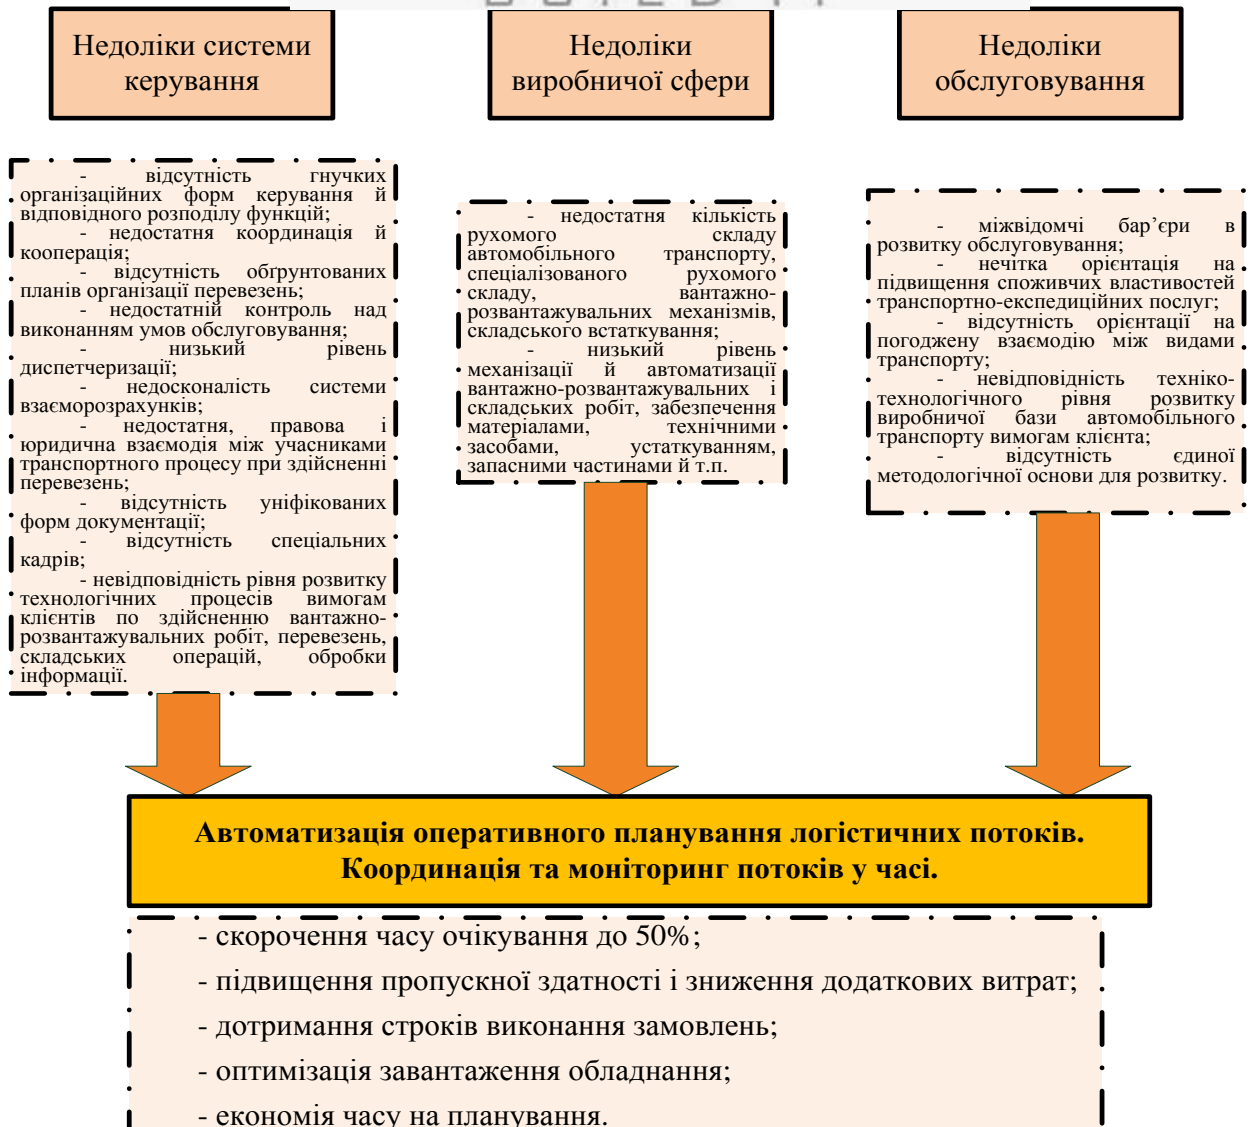 Недоліки системи
керування
Недоліки
виробничої сфери
Недоліки
обслуговування
- відсутність гнучких
організаційних форм керування й
відповідного розподілу функцій;
- недостатня координація й
кооперація;
- відсутність обґрунтованих
планів організації перевезень;
- недостатній контроль над
виконанням умов обслуговування;
- низький рівень
диспетчеризації;
- недосконалість системи
взаєморозрахунків;
- недостатня, правова і
юридична взаємодія між учасниками
транспортного процесу при здійсненні
перевезень;
- відсутність уніфікованих
форм документації;
- відсутність спеціальних
кадрів;
- невідповідність рівня розвитку
технологічних процесів вимогам
клієнтів по здійсненню вантажно-
розвантажувальних робіт, перевезень,
складських операцій, обробки
інформації.
- недостатня кількість
рухомого складу
автомобільного транспорту,
спеціалізованого рухомого
складу, вантажно-
розвантажувальних механізмів,
складського встаткування;
- низький рівень
механізації й автоматизації
вантажно-розвантажувальних і
складських робіт, забезпечення
матеріалами, технічними
засобами, устаткуванням,
запасними частинами й т.п.
- міжвідомчі бар’єри в
розвитку обслуговування;
- нечітка орієнтація на
підвищення споживчих властивостей
транспортно-експедиційних послуг;
- відсутність орієнтації на
погоджену взаємодію між видами
транспорту;
- невідповідність техніко-
технологічного рівня розвитку
виробничої бази автомобільного
транспорту вимогам клієнта;
- відсутність єдиної
методологічної основи для розвитку.
Автоматизація оперативного планування логістичних потоків.
Координація та моніторинг потоків у часі.
- скорочення часу очікування до 50%;
- підвищення пропускної здатності і зниження додаткових витрат;
- дотримання строків виконання замовлень;
- оптимізація завантаження обладнання;
- економія часу на планування.